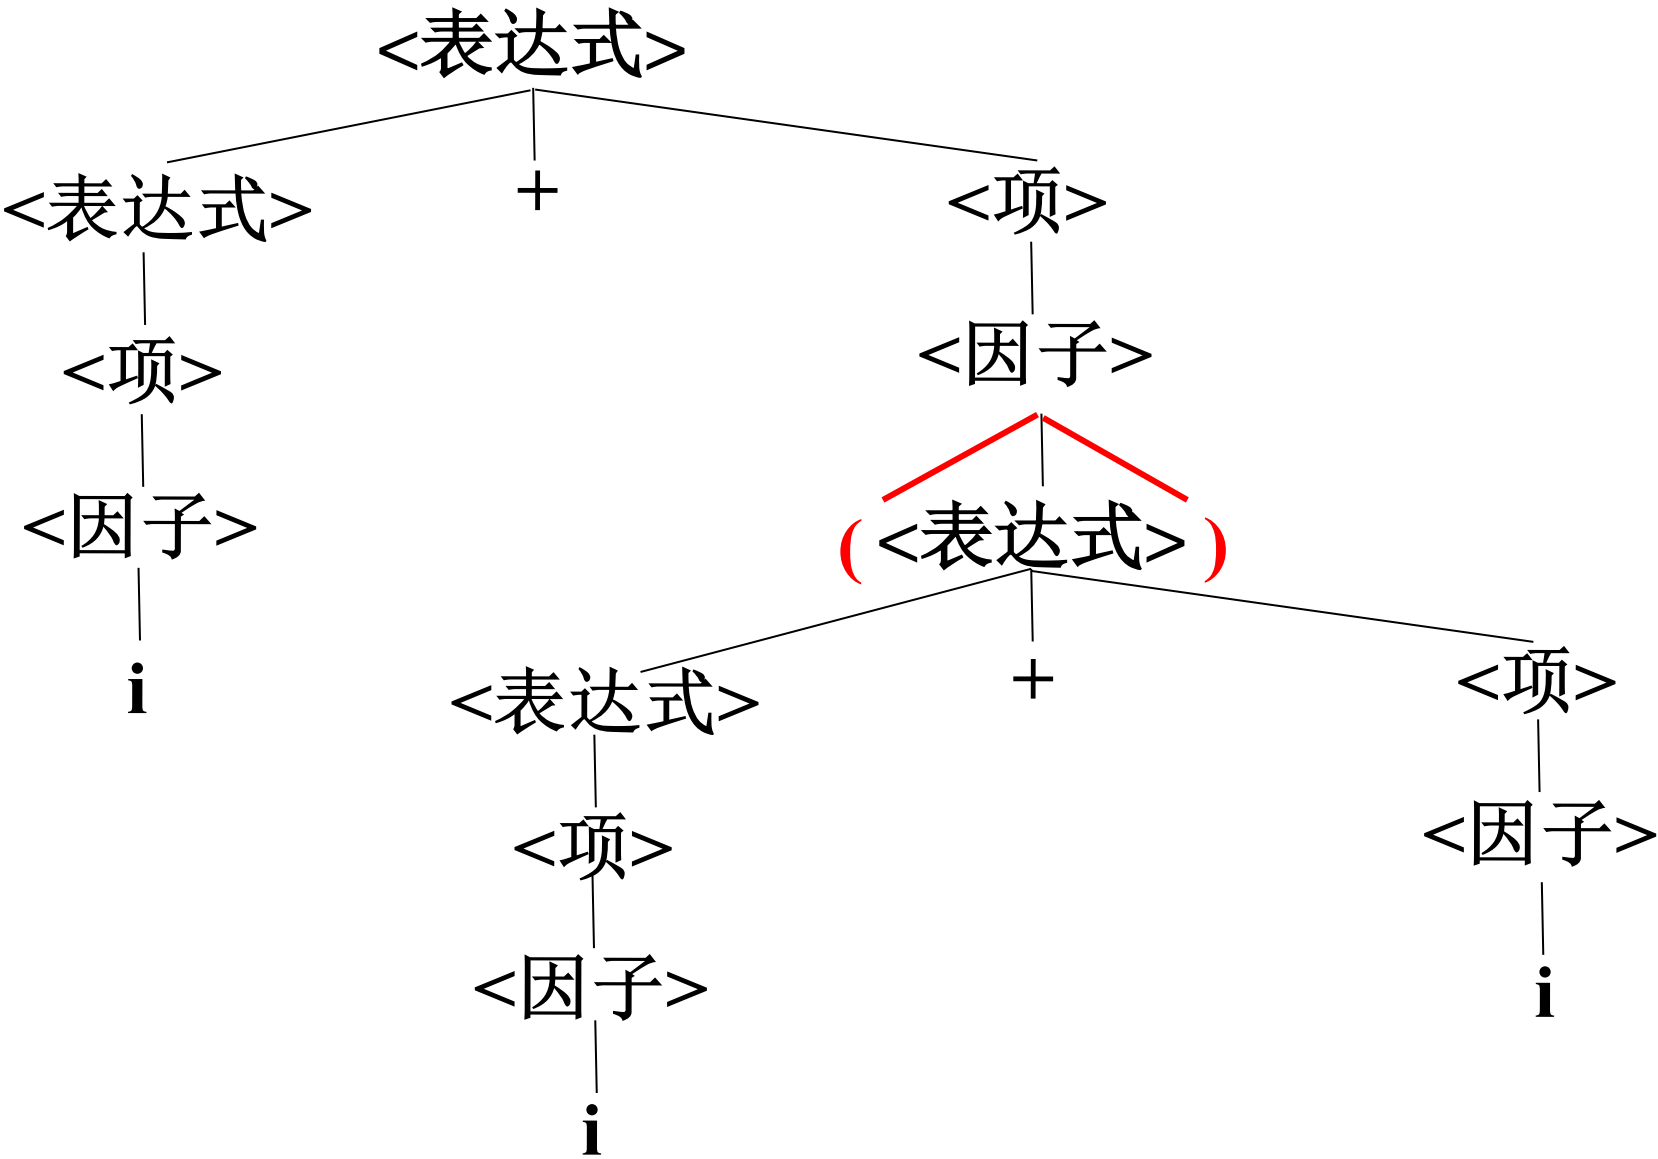 <表达式>
<表达式> + <项>
<项> <因子>
<因子> ( <表达式> )
i <表达式> + <项>
<项> <因子>
<因子> i
i